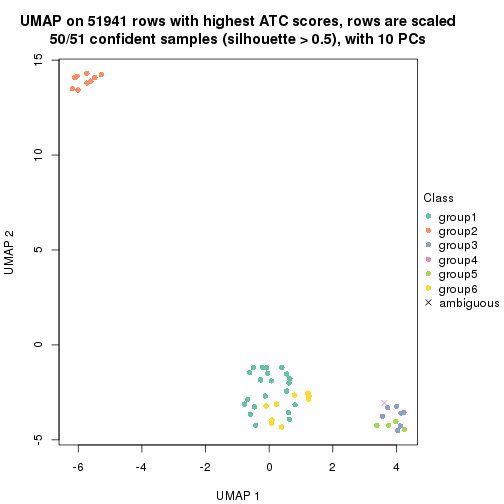 UMAP on 51941 rows with highest ATC scores, rows are scaled
50/51 confident samples (silhouette > 0.5), with 10 PCs
15
10
5
0
-5
UMAP 2
-6
-4
-2
0
2
4
UMAP 1
Class
group1
group2
group3
group4
group5
group6
ambiguous